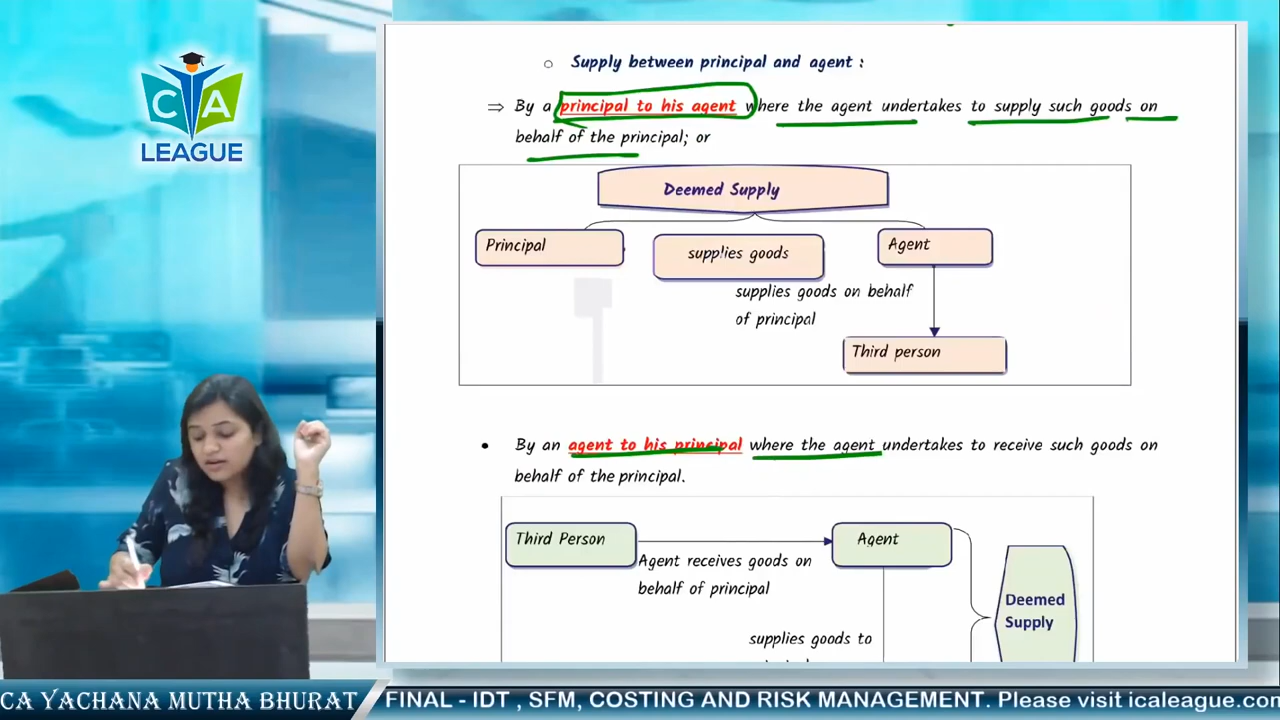 CA
LEAGUE
Supply between principal and agent :
⇒ By a principal to his agent where the agent undertakes to supply such goods on
behalf of the principal; or
Deemed Supply
Principal
supplies goods
Agent
supplies goods on behalf
of principal
Third person
• By an agent to his principal where the agent undertakes to receive such goods on
behalf of the principal.
Third Person
Agent
Agent receives goods on
behalf of principal
Deemed
Supply
supplies goods to
CA YACHANA MUTHA BHURAT
FINAL - IDT , SFM, COSTING AND RISK MANAGEMENT. Please visit icaleague.com